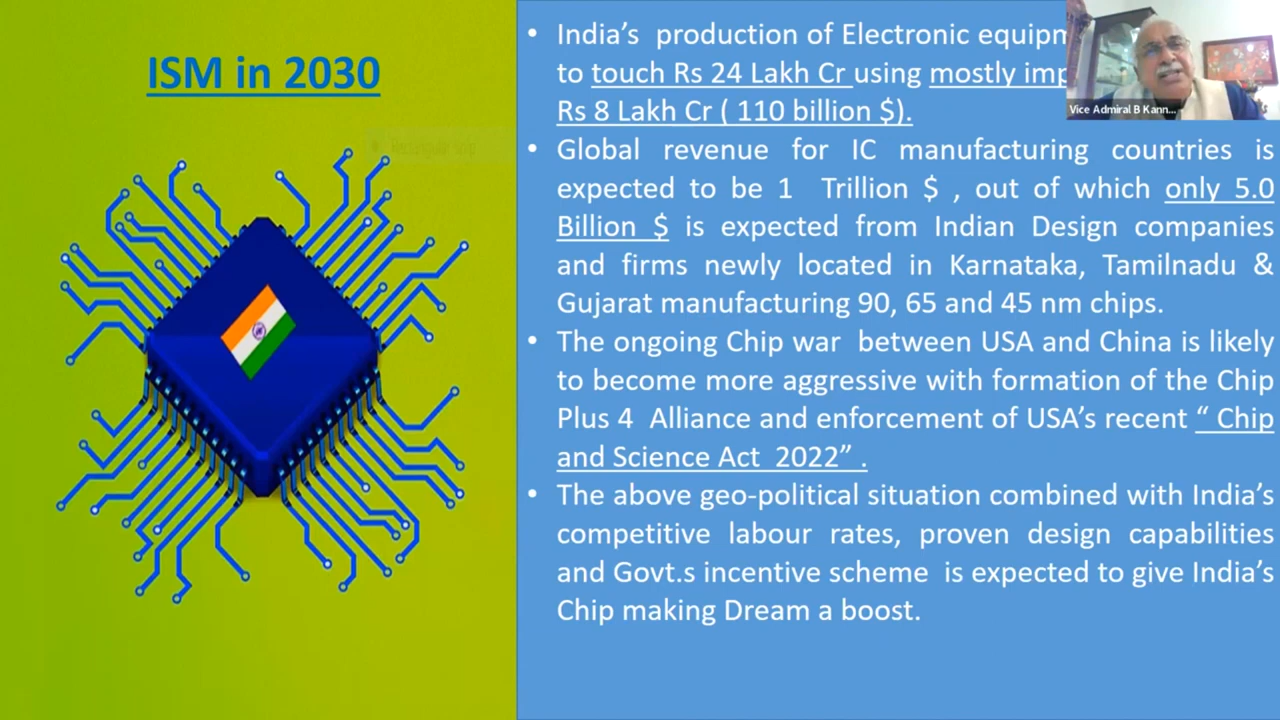 ISM in 2030
• India's production of Electronic equipm
to touch Rs 24 Lakh Cr using mostly imp
Rs 8 Lakh Cr ( 110 billion $).
• Global revenue for IC manufacturing countries is
expected to be 1 Trillion $ , out of which only 5.0
Billion $ is expected from Indian Design companies
and firms newly located in Karnataka, Tamilnadu &
Gujarat manufacturing 90, 65 and 45 nm chips.
• The ongoing Chip war between USA and China is likely
to become more aggressive with formation of the Chip
Plus 4 Alliance and enforcement of USA's recent “ Chip
and Science Act 2022” .
• The above geo-political situation combined with India's
competitive labour rates, proven design capabilities
and Govt.s incentive scheme is expected to give India's
Chip making Dream a boost.
Vice Admiral B Kann...